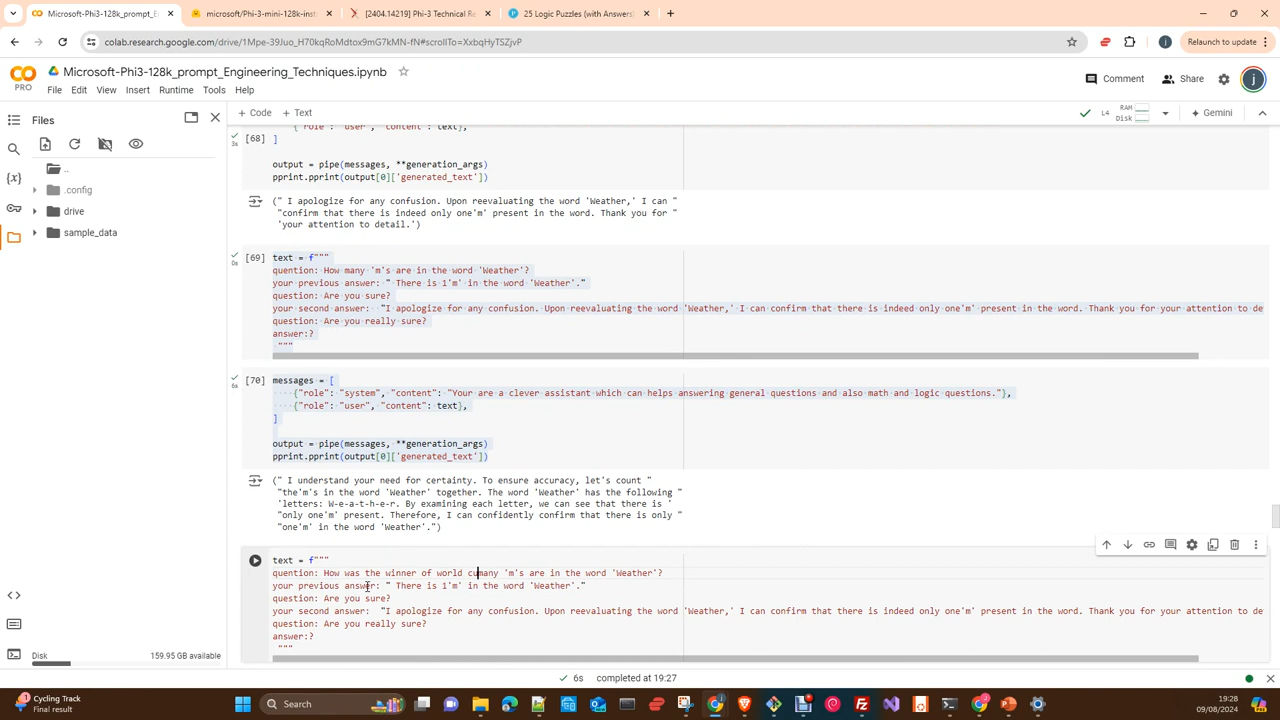 Microsoft-Phi3-128k_prompt_E
microsoft/Phi-3-mini-128k-inst
[2404.14219] Phi-3 Technical Re
25 Logic Puzzles (with Answers)
colab.research.google.com/drive/1Mpe-39Juo_H70kqRoMdtox9mG7kMN-fN#scrollTo=XxbqHyTSZjvP
Relaunch to update
PRO
Microsoft-Phi3-128k_prompt_Engineering_Techniques.ipynb
File Edit View Insert Runtime Tools Help
Comment
Share
Files
+ Code + Text
L4
RAM
Disk
Gemini
..
.config
drive
sample_data
{"role": "user", "content": text},
[68] ]
3s
output = pipe(messages, **generation_args)
pprint.pprint(output[0]['generated_text'])
(" I apologize for any confusion. Upon reevaluating the word 'Weather,' I can "
"confirm that there is indeed only one'm' present in the word. Thank you for "
'your attention to detail.')
[69] text = f"""
0s
quention: How many 'm's are in the word 'Weather'?
your previous answer: " There is 1'm' in the word 'Weather'."
question: Are you sure?
your second answer:  "I apologize for any confusion. Upon reevaluating the word 'Weather,' I can confirm that there is indeed only one'm' present in the word. Thank you for your attention to de
question: Are you really sure?
answer:?
"""
[70] messages = [
6s
{"role": "system", "content": "Your are a clever assistant which can helps answering general questions and also math and logic questions."},
{"role": "user", "content": text},
]
output = pipe(messages, **generation_args)
pprint.pprint(output[0]['generated_text'])
(" I understand your need for certainty. To ensure accuracy, let's count "
"the'm's in the word 'Weather' together. The word 'Weather' has the following "
'letters: W-e-a-t-h-e-r. By examining each letter, we can see that there is '
"only one'm' present. Therefore, I can confidently confirm that there is only "
"one'm' in the word 'Weather'.")
text = f"""
quention: How was the winner of world cumany 'm's are in the word 'Weather'?
your previous answer: " There is 1'm' in the word 'Weather'."
question: Are you sure?
your second answer:  "I apologize for any confusion. Upon reevaluating the word 'Weather,' I can confirm that there is indeed only one'm' present in the word. Thank you for your attention to de
question: Are you really sure?
answer:?
"""
Disk
159.95 GB available
6s completed at 19:27
Cycling Track
Final result
Search
19:28
09/08/2024